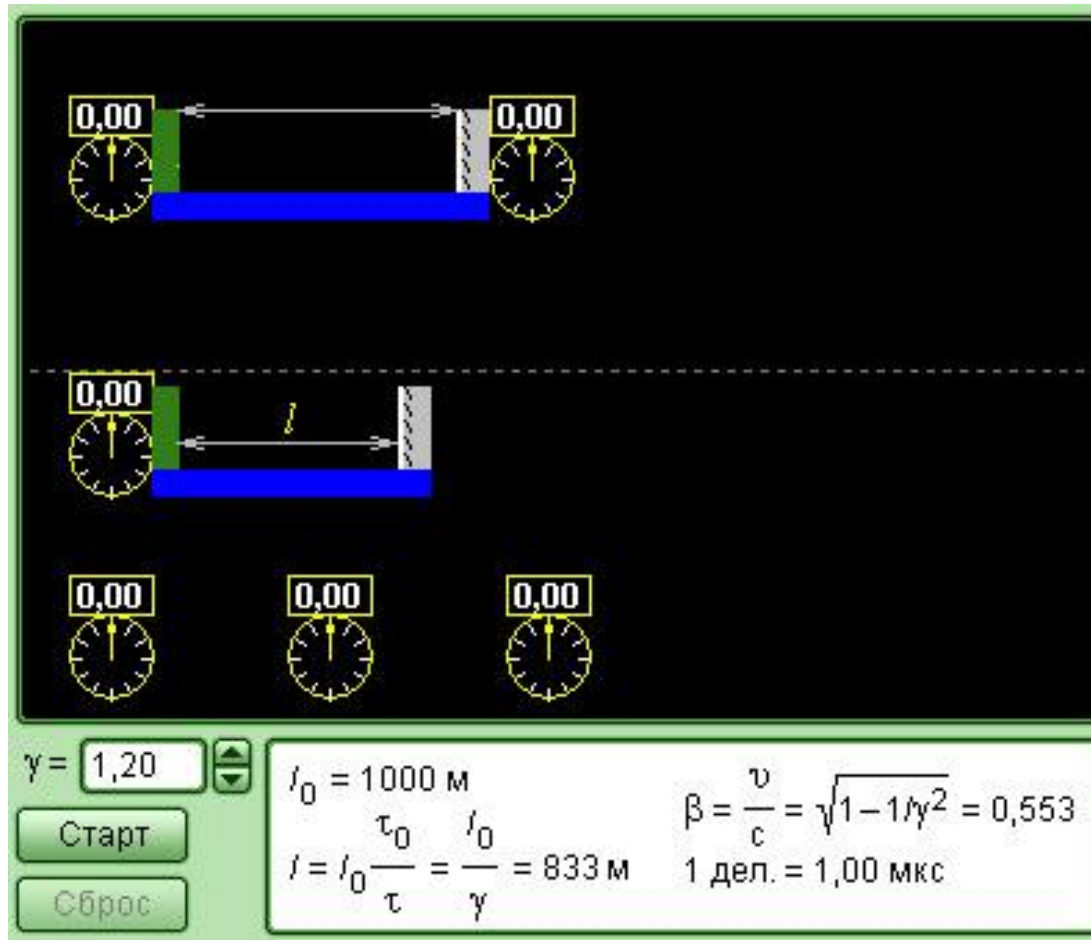 0,00 0,00
0,00
l
0,00 0,00 0,00
γ = 1,20
Старт
Сброс
l₀ = 1000 м
l = l₀ τ₀/τ = l₀/γ = 833 м
β = υ/c = √(1 − 1/γ²) = 0,553
1 дел. = 1,00 мкс